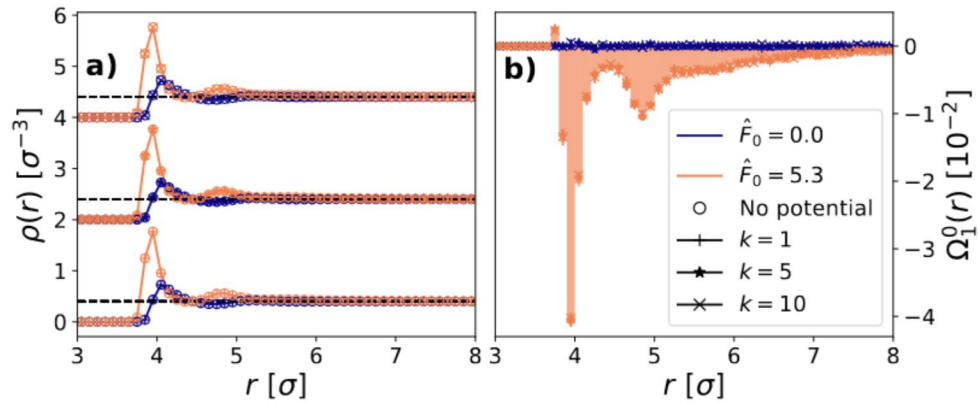 a)
6
5
4
3
2
1
0
ρ(r) [σ⁻³]
3 4 5 6 7 8
r [σ]
b)
0
−1
−2
−3
−4
Ω₁⁰(r) [10⁻²]
F̂₀ = 0.0
F̂₀ = 5.3
No potential
k = 1
k = 5
k = 10
3 4 5 6 7 8
r [σ]